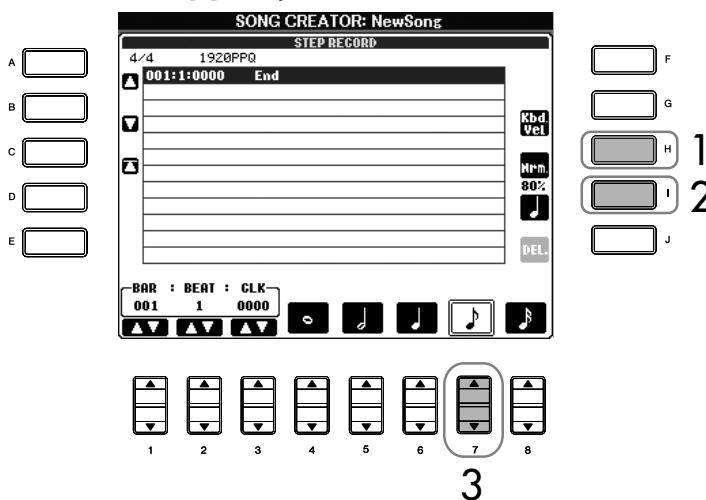 SONG CREATOR: NewSong
STEP RECORD
4/4 1920PPQ
001:1:0000 End
Kbd. Vel
Nrm.
80%
DEL.
BAR : BEAT : CLK
001 1 0000
A
B
C
D
E
F
G
H
I
J
1
2
1 2 3 4 5 6 7 8
3